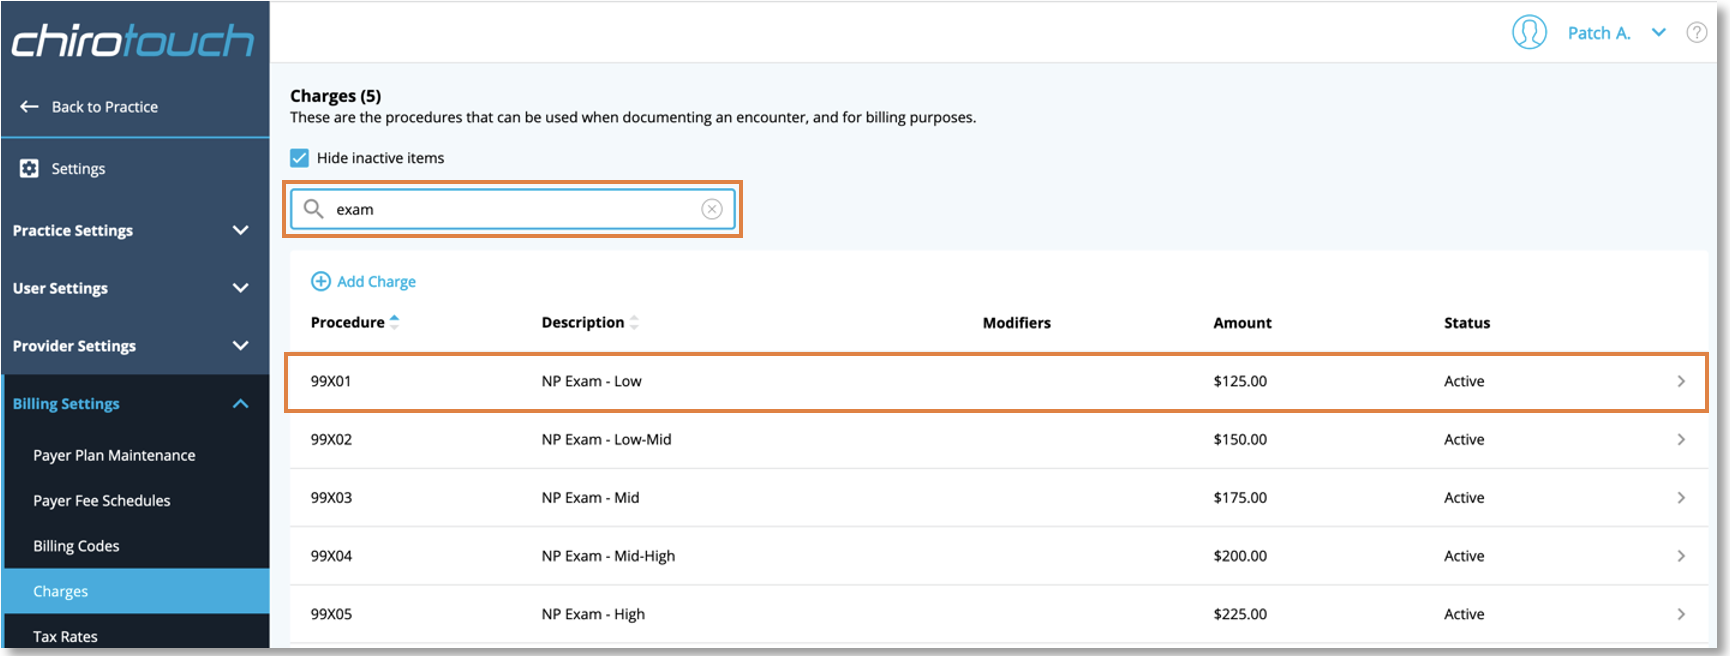 chirotouch
Patch A.
?
Back to Practice
Settings
Practice Settings
User Settings
Provider Settings
Billing Settings
Payer Plan Maintenance
Payer Fee Schedules
Billing Codes
Charges
Tax Rates
Charges (5)
These are the procedures that can be used when documenting an encounter, and for billing purposes.
Hide inactive items
exam
Add Charge
Procedure Description Modifiers Amount Status
99X01 NP Exam - Low $125.00 Active
99X02 NP Exam - Low-Mid $150.00 Active
99X03 NP Exam - Mid $175.00 Active
99X04 NP Exam - Mid-High $200.00 Active
99X05 NP Exam - High $225.00 Active